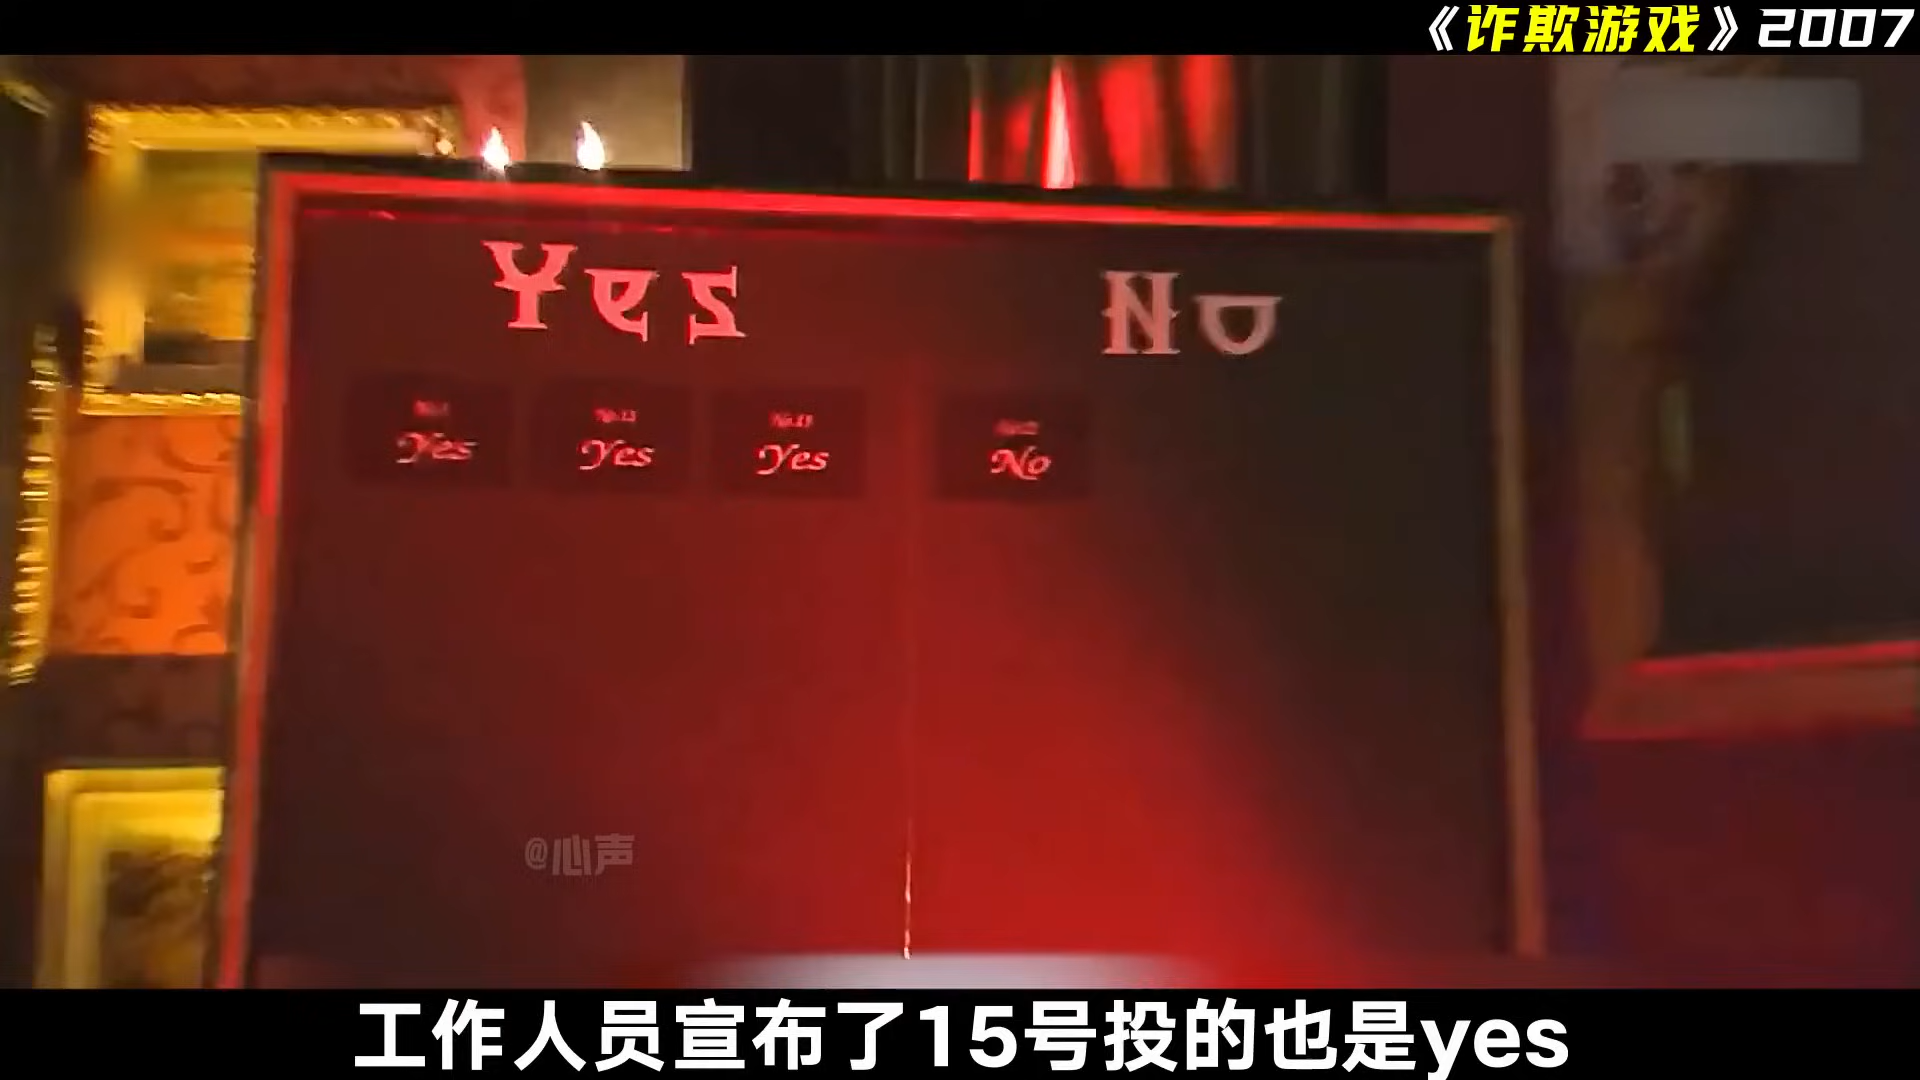 《诈欺游戏》2007
Yes No
Yes Yes Yes No
@心声
工作人员宣布了15号投的也是yes